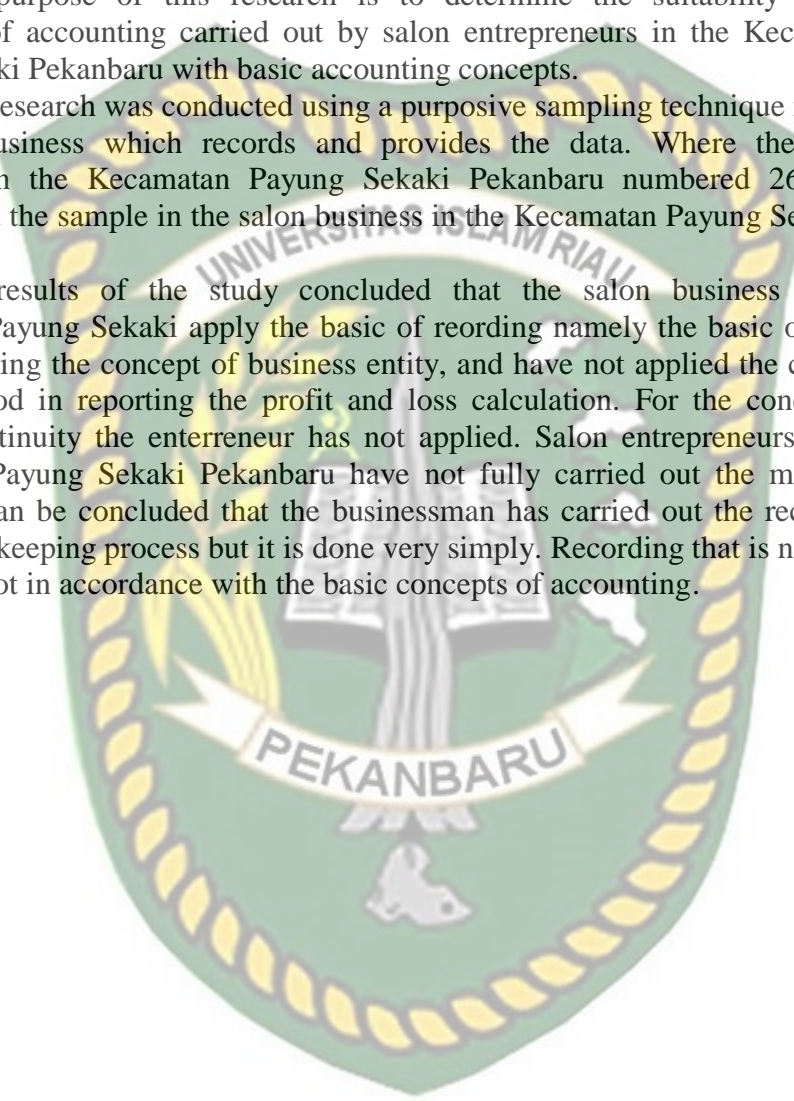 purpose of this research is to determine the suitability
of accounting carried out by salon entrepreneurs in the Kec
ki Pekanbaru with basic accounting concepts.
esearch was conducted using a purposive sampling technique
usiness which records and provides the data. Where the
the Kecamatan Payung Sekaki Pekanbaru numbered 26
the sample in the salon business in the Kecamatan Payung Se
UNIVERSITAS ISLAM RIAU
results of the study concluded that the salon business
Payung Sekaki apply the basic of reording namely the basic o
ing the concept of business entity, and have not applied the c
od in reporting the profit and loss calculation. For the con
tinuity the enterreneur has not applied. Salon entrepreneurs
Payung Sekaki Pekanbaru have not fully carried out the m
an be concluded that the businessman has carried out the rec
keeping process but it is done very simply. Recording that is n
ot in accordance with the basic concepts of accounting.
PEKANBARU